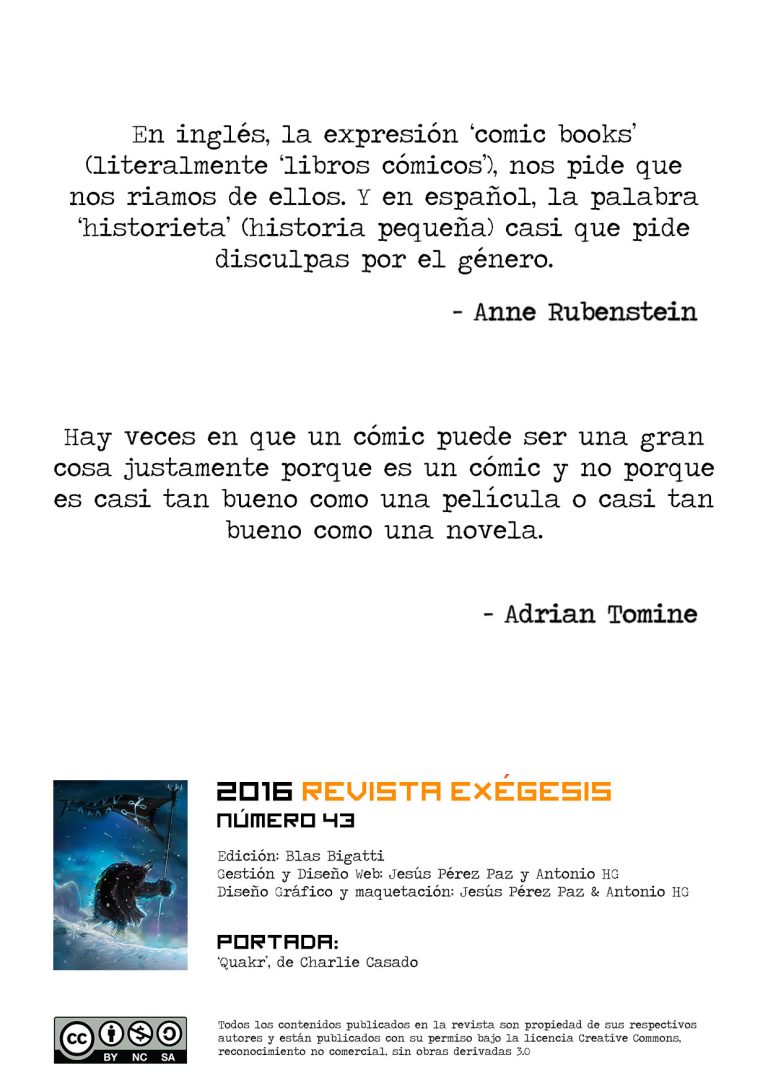 En inglés, la expresión ‘comic books’
(literalmente ‘libros cómicos’), nos pide que
nos riamos de ellos. Y en español, la palabra
‘historieta’ (historia pequeña) casi que pide
disculpas por el género.
- Anne Rubenstein
Hay veces en que un cómic puede ser una gran
cosa justamente porque es un cómic y no porque
es casi tan bueno como una película o casi tan
bueno como una novela.
- Adrian Tomine
2016 REVISTA EXÉGESIS
NÚMERO 43
Edición: Blas Bigatti
Gestión y Diseño Web: Jesús Pérez Paz y Antonio HG
Diseño Gráfico y maquetación: Jesús Pérez Paz & Antonio HG
PORTADA:
‘Quakr’, de Charlie Casado
Todos los contenidos publicados en la revista son propiedad de sus respectivos
autores y están publicados con su permiso bajo la licencia Creative Commons,
reconocimiento no comercial, sin obras derivadas 3.0
cc
BY NC SA